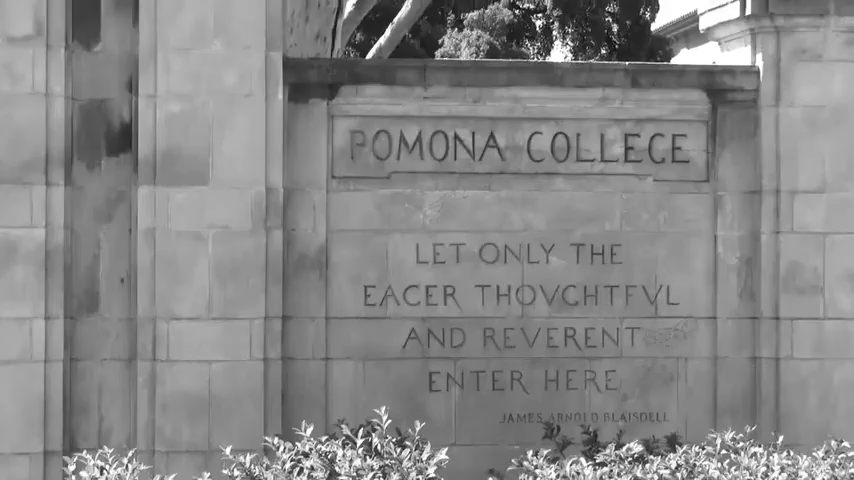 POMONA COLLEGE
LET ONLY THE
EAGER THOVGHTFVL
AND REVERENT
ENTER HERE
JAMES ARNOLD BLAISDELL